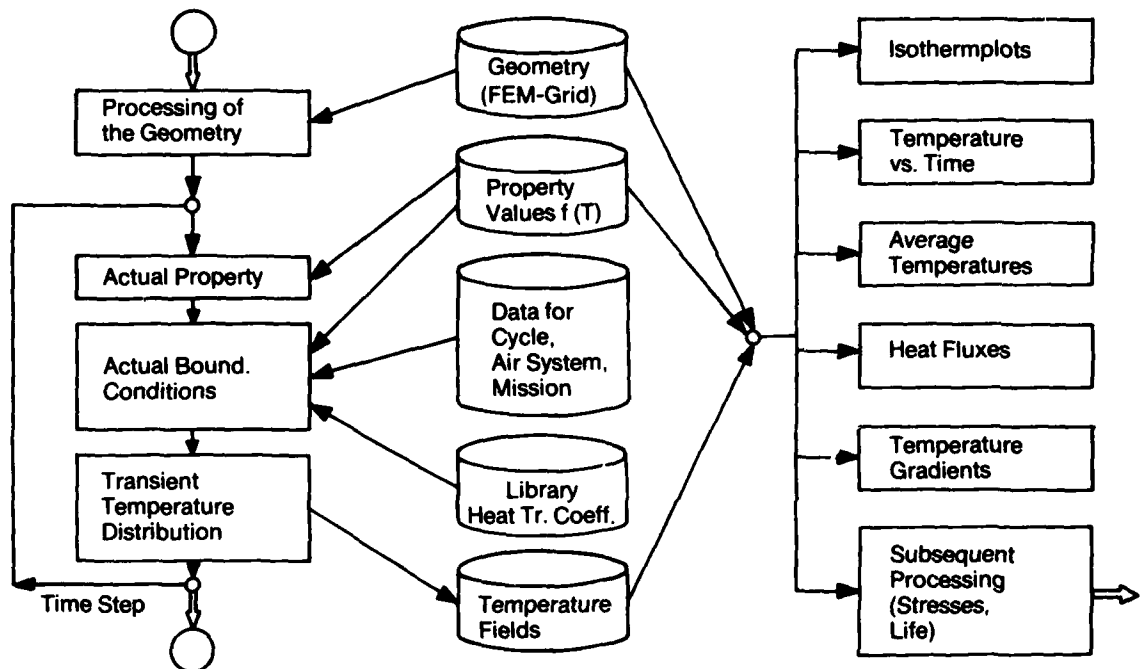 Processing of
the Geometry
Actual Property
Actual Bound.
Conditions
Transient
Temperature
Distribution
Time Step
Geometry
(FEM-Grid)
Property
Values f (T)
Data for
Cycle,
Air System,
Mission
Library
Heat Tr. Coeff.
Temperature
Fields
Isothermplots
Temperature
vs. Time
Average
Temperatures
Heat Fluxes
Temperature
Gradients
Subsequent
Processing
(Stresses,
Life)